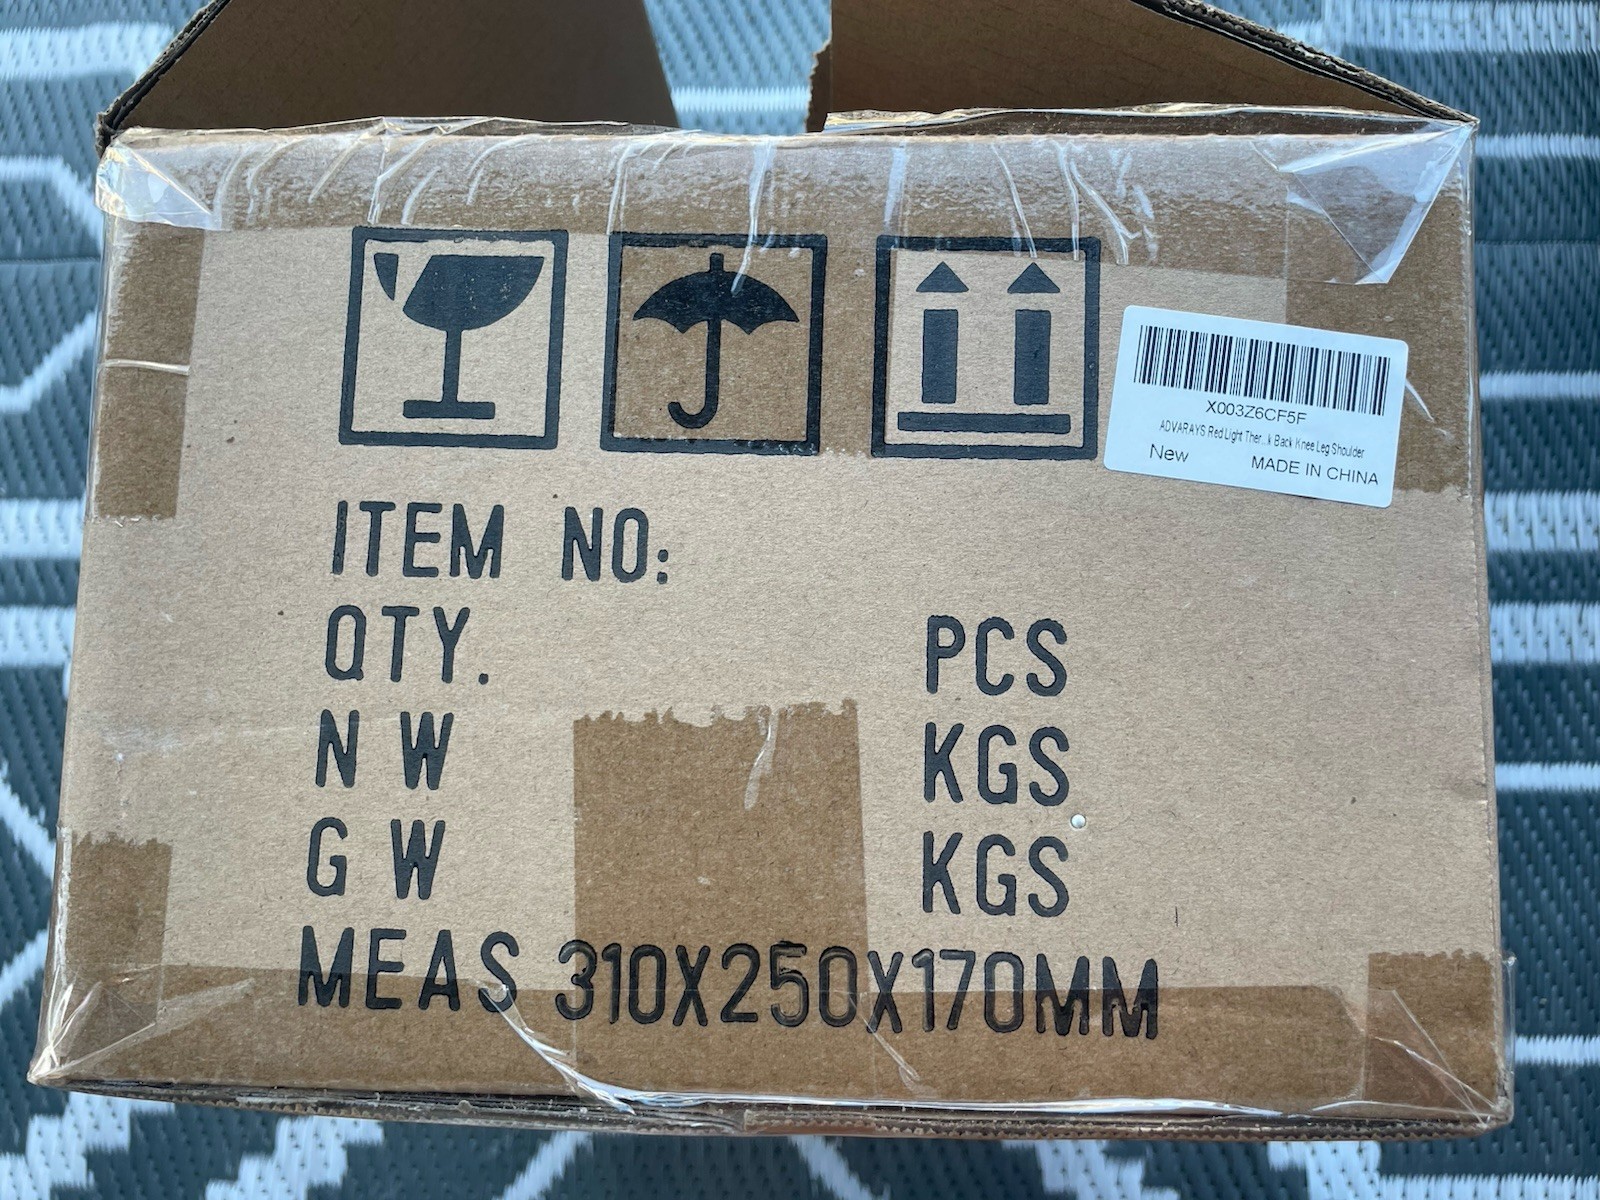 X003Z6CF5F
ADVARAYS Red Light Ther...k Back Knee Leg Shoulder
New MADE IN CHINA
ITEM NO:
QTY. PCS
N W KGS
G W KGS
MEAS 310X250X170MM